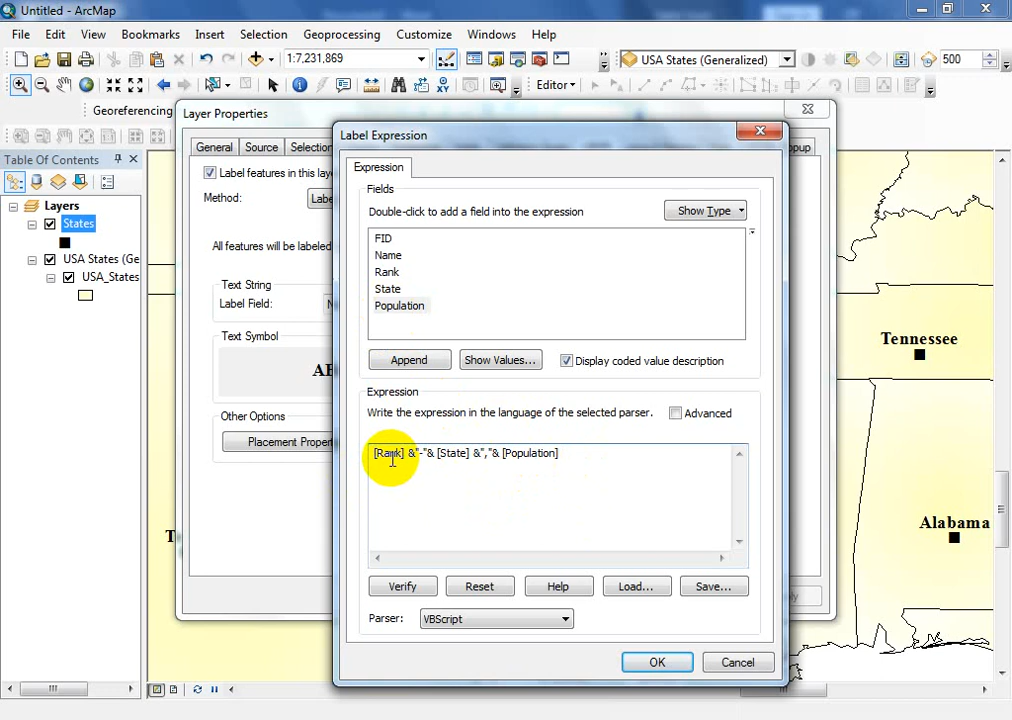 Untitled - ArcMap
File Edit View Bookmarks Insert Selection Geoprocessing Customize Windows Help
1:7,231,869
USA States (Generalized)
500
Editor
Georeferencing
Layer Properties
Table Of Contents
General Source Selection
opup
Label Expression
Expression
Label features in this laye
Method:
Label
Layers
States
USA States (Ge
USA_States
All features will be labeled
Text String
Label Field:
N
Text Symbol
AB
Other Options
Placement Propert
Fields
Double-click to add a field into the expression
Show Type
FID
Name
Rank
State
Population
Append
Show Values...
Display coded value description
Expression
Write the expression in the language of the selected parser.
Advanced
[Rank] &"-"& [State] &","& [Population]
Verify
Reset
Help
Load...
Save...
Parser:
VBScript
OK
Cancel
Tennessee
Alabama
T